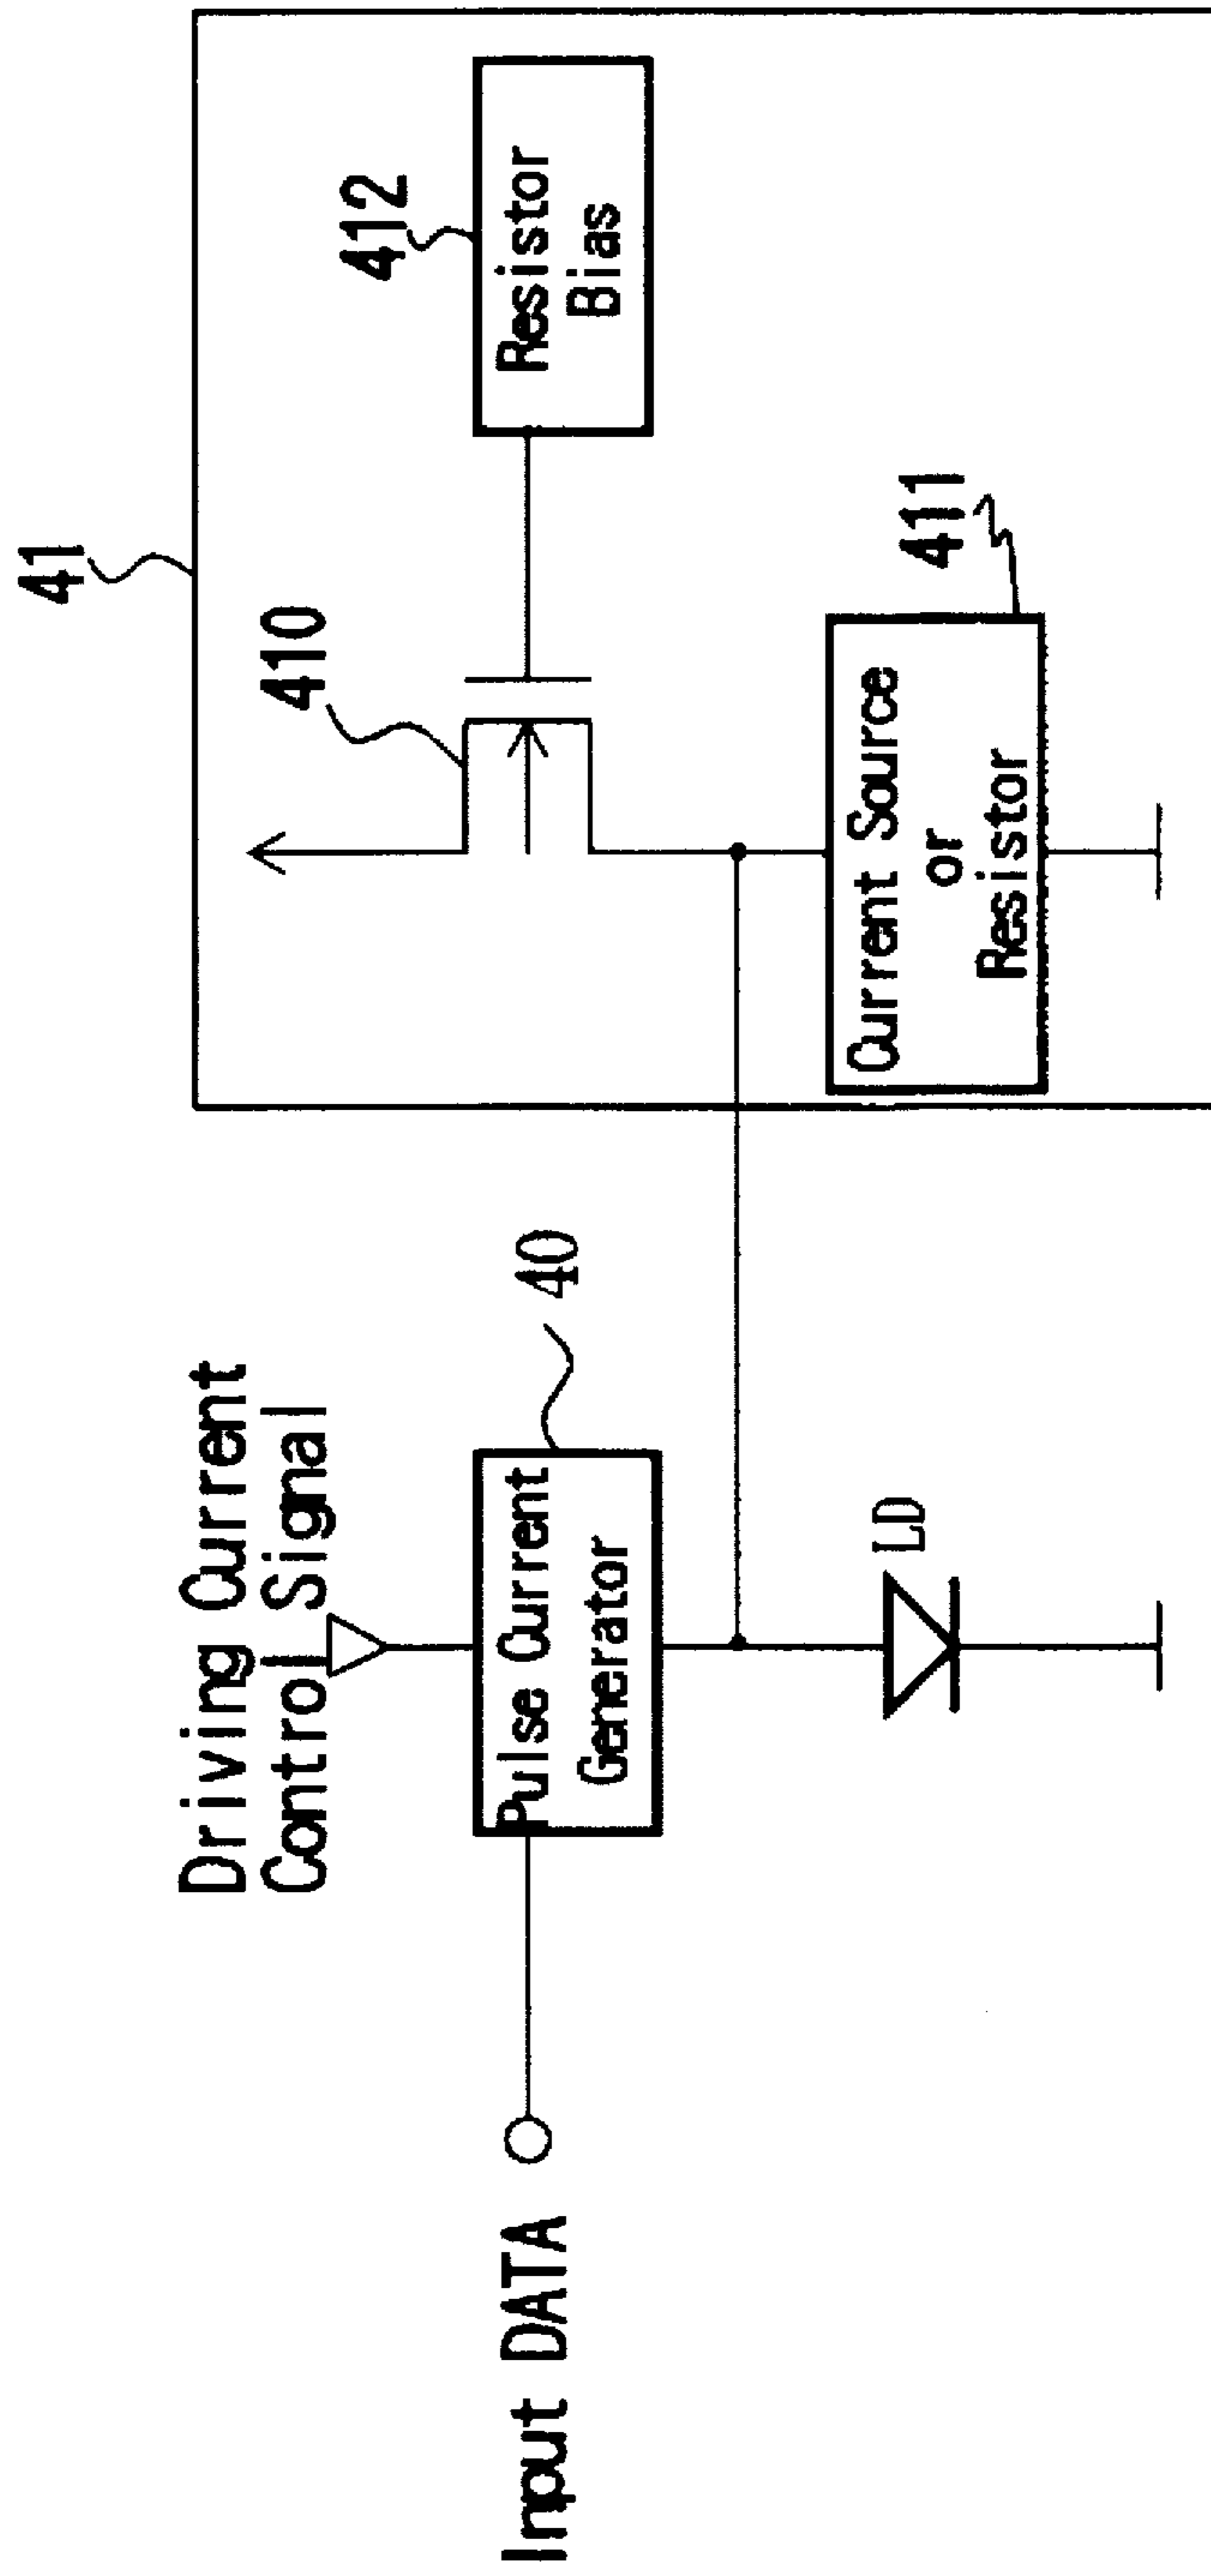 41
412
Resistor
Bias
410
411
Current Source
or
Resistor
Driving Current
Control Signal
40
Pulse Current
Generator
LD
Input DATA